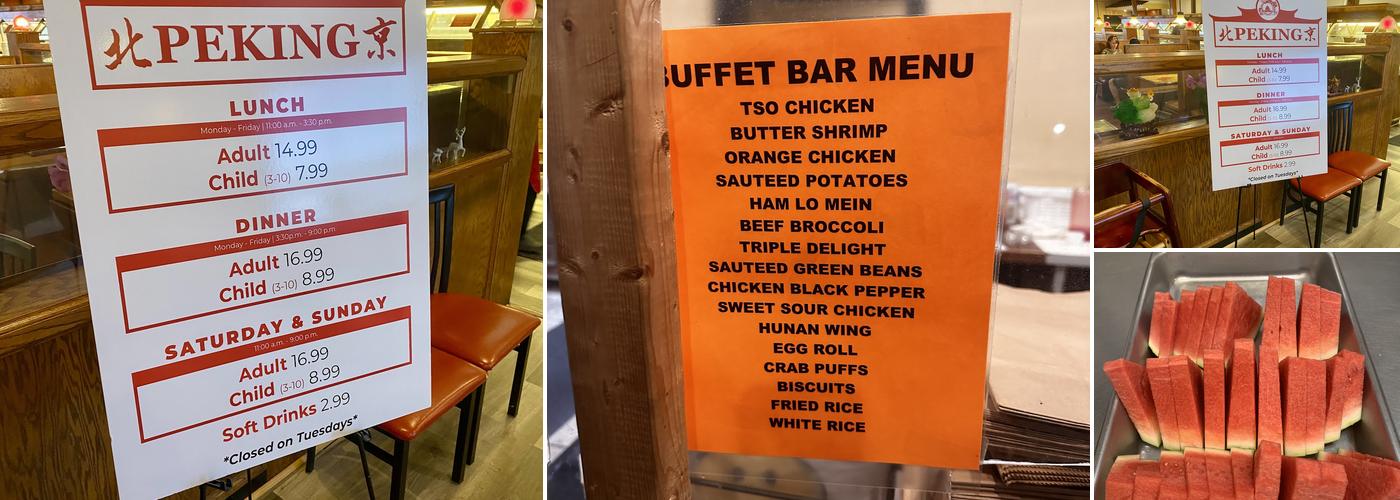 北PEKING京
LUNCH
Monday - Friday | 11:00 a.m. - 3:30 p.m.
Adult 14.99
Child (3-10) 7.99
DINNER
Monday - Friday | 3:30p.m. - 9:00 p.m
Adult 16.99
Child (3-10) 8.99
SATURDAY & SUNDAY
11:00 a.m. - 9:00 p.m.
Adult 16.99
Child (3-10) 8.99
Soft Drinks 2.99
*Closed on Tuesdays*
BUFFET BAR MENU
TSO CHICKEN
BUTTER SHRIMP
ORANGE CHICKEN
SAUTEED POTATOES
HAM LO MEIN
BEEF BROCCOLI
TRIPLE DELIGHT
SAUTEED GREEN BEANS
CHICKEN BLACK PEPPER
SWEET SOUR CHICKEN
HUNAN WING
EGG ROLL
CRAB PUFFS
BISCUITS
FRIED RICE
WHITE RICE
北PEKING京
LUNCH
Adult 14.99
Child 7.99
DINNER
Adult 16.99
Child 8.99
SATURDAY & SUNDAY
Adult 16.99
Child 8.99
Soft Drinks 2.99
*Closed on Tuesdays*